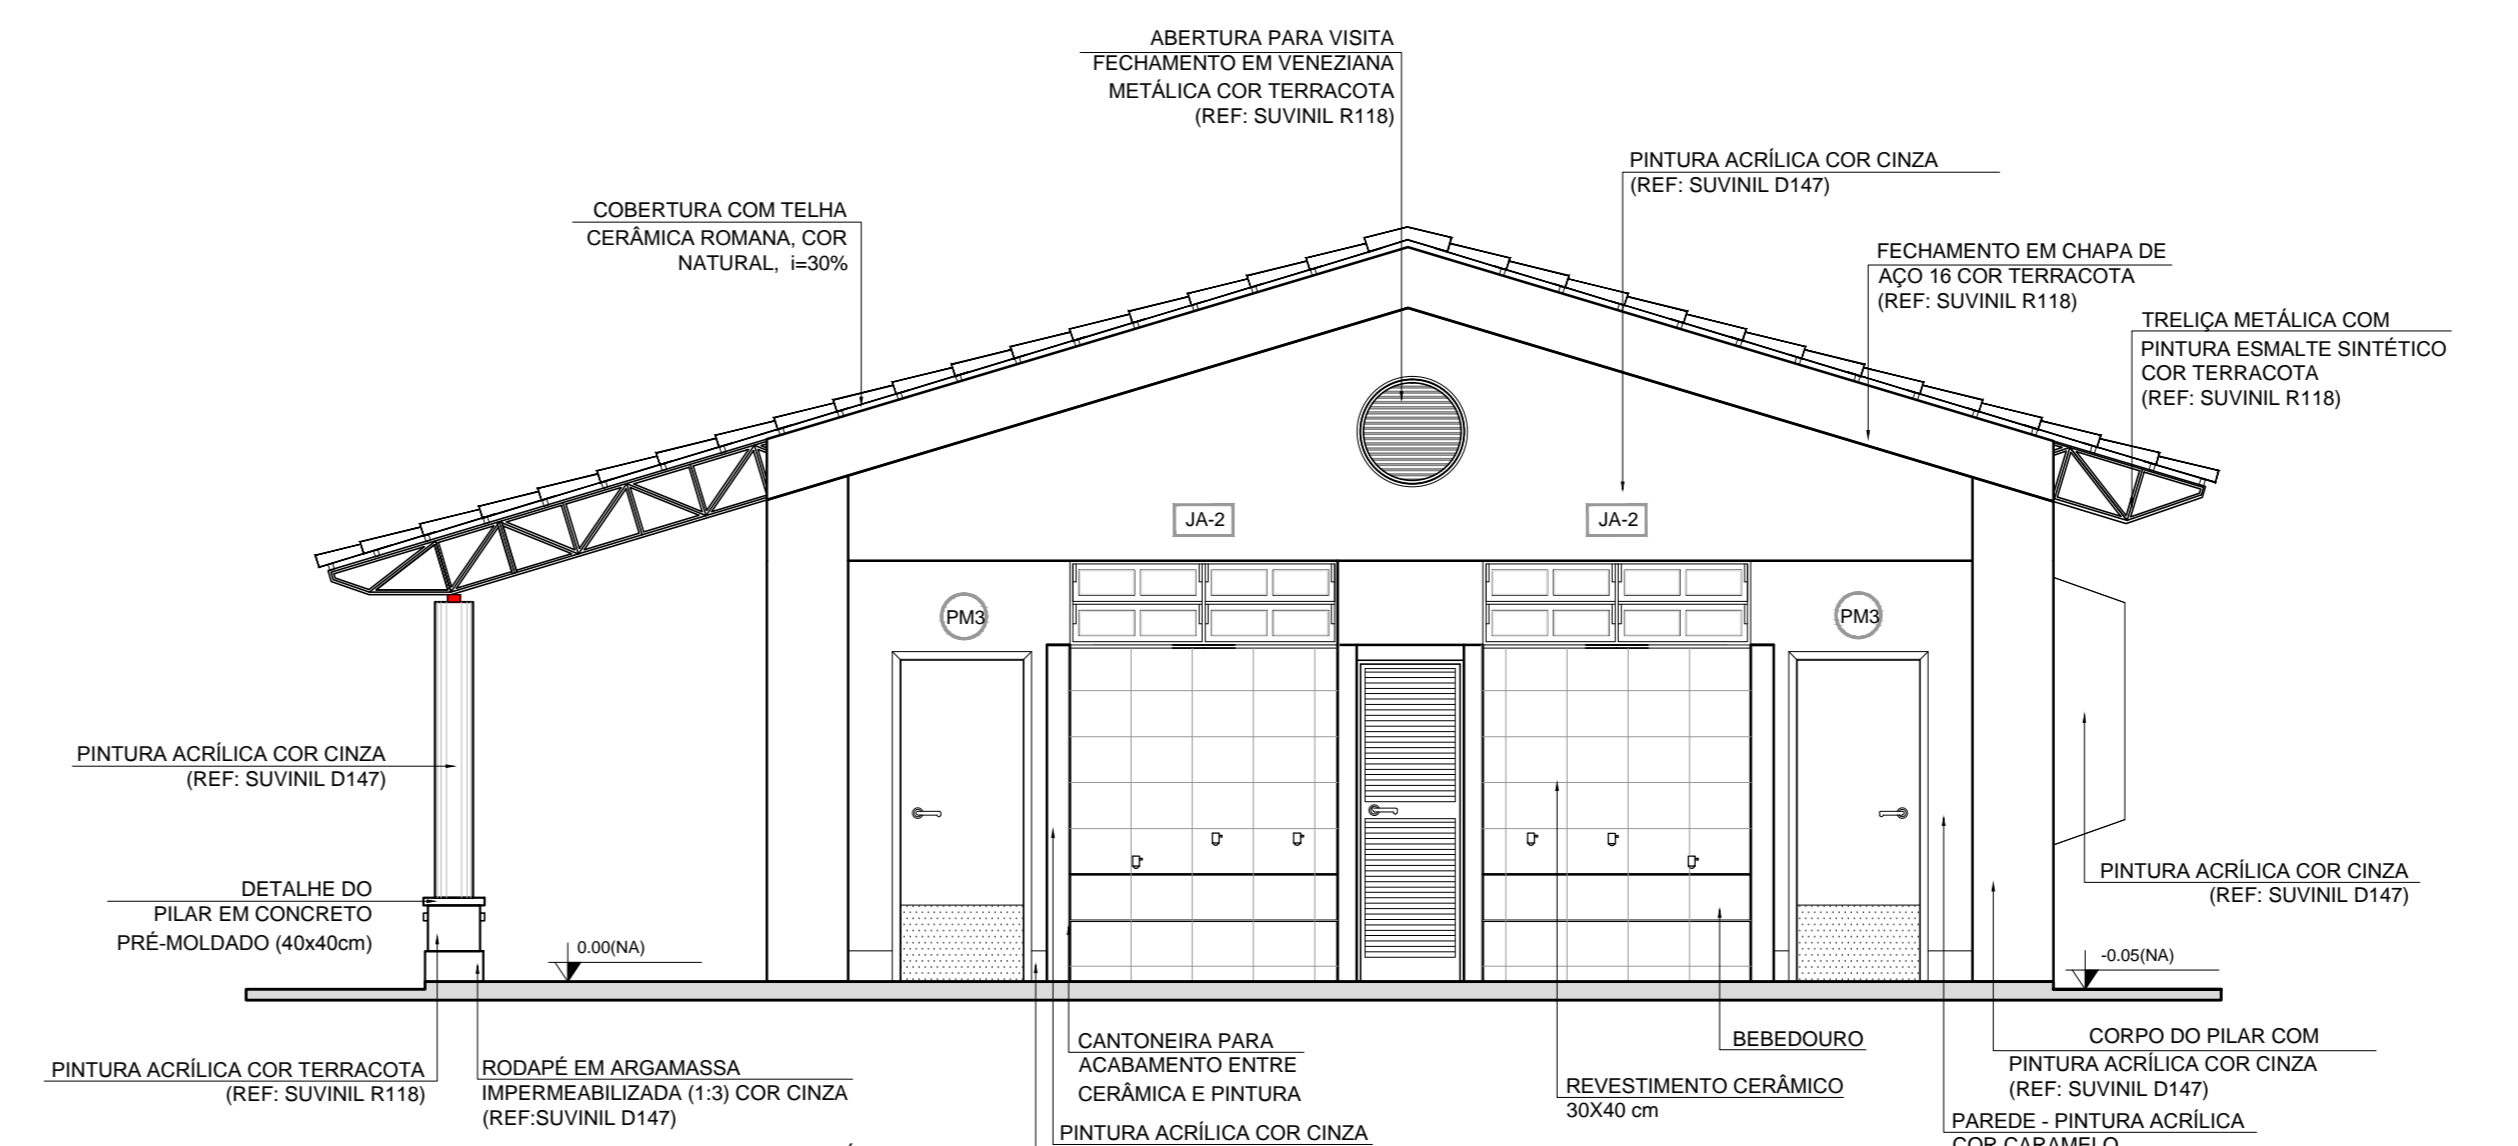 ABERTURA PARA VISITA
FECHAMENTO EM VENEZIANA
METÁLICA COR TERRACOTA
(REF: SUVINIL R118)
PINTURA ACRÍLICA COR CINZA
(REF: SUVINIL D147)
COBERTURA COM TELHA
CERÂMICA ROMANA, COR
NATURAL, i=30%
FECHAMENTO EM CHAPA DE
AÇO 16 COR TERRACOTA
(REF: SUVINIL R118)
TRELIÇA METÁLICA COM
PINTURA ESMALTE SINTÉTICO
COR TERRACOTA
(REF: SUVINIL R118)
JA-2
JA-2
PM3
PM3
PINTURA ACRÍLICA COR CINZA
(REF: SUVINIL D147)
DETALHE DO
PILAR EM CONCRETO
PRÉ-MOLDADO (40x40cm)
0.00(NA)
PINTURA ACRÍLICA COR CINZA
(REF: SUVINIL D147)
-0.05(NA)
PINTURA ACRÍLICA COR TERRACOTA
(REF: SUVINIL R118)
RODAPÉ EM ARGAMASSA
IMPERMEABILIZADA (1:3) COR CINZA
(REF:SUVINIL D147)
CANTONEIRA PARA
ACABAMENTO ENTRE
CERÂMICA E PINTURA
PINTURA ACRÍLICA COR CINZA
REVESTIMENTO CERÂMICO
30X40 cm
BEBEDOURO
CORPO DO PILAR COM
PINTURA ACRÍLICA COR CINZA
(REF: SUVINIL D147)
PAREDE - PINTURA ACRÍLICA
COR CARAMELO